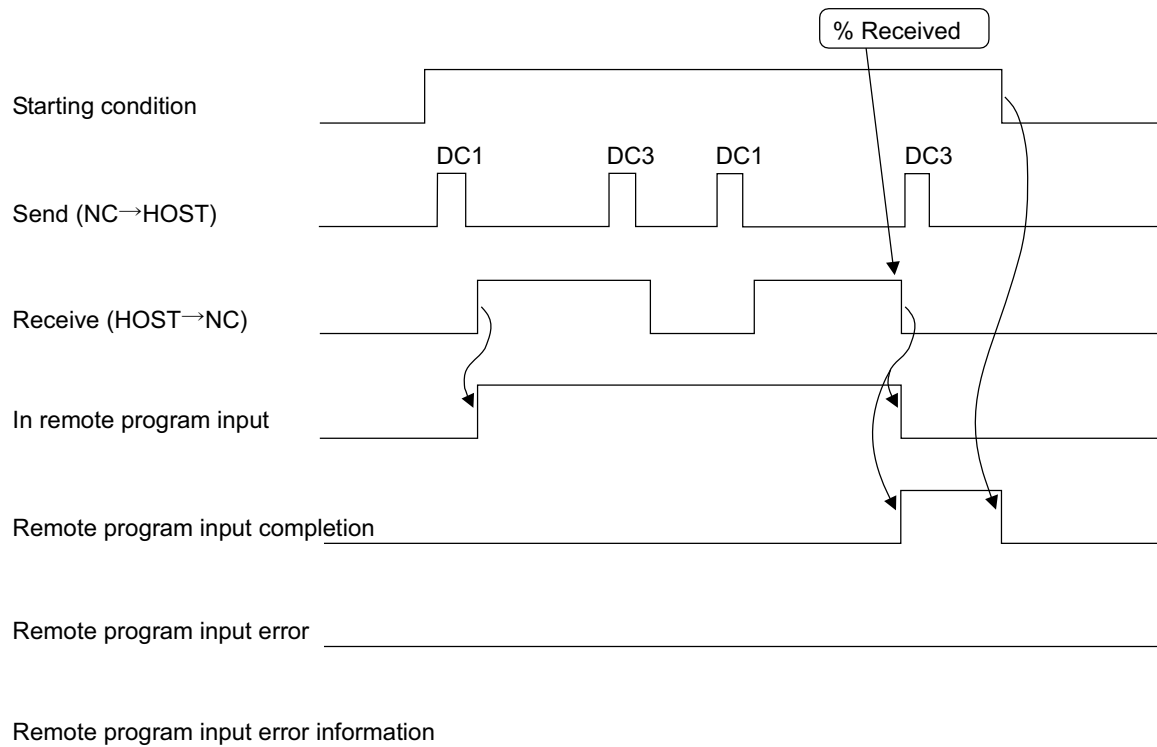 % Received
Starting condition
DC1 DC3 DC1 DC3
Send (NC→HOST)
Receive (HOST→NC)
In remote program input
Remote program input completion
Remote program input error
Remote program input error information